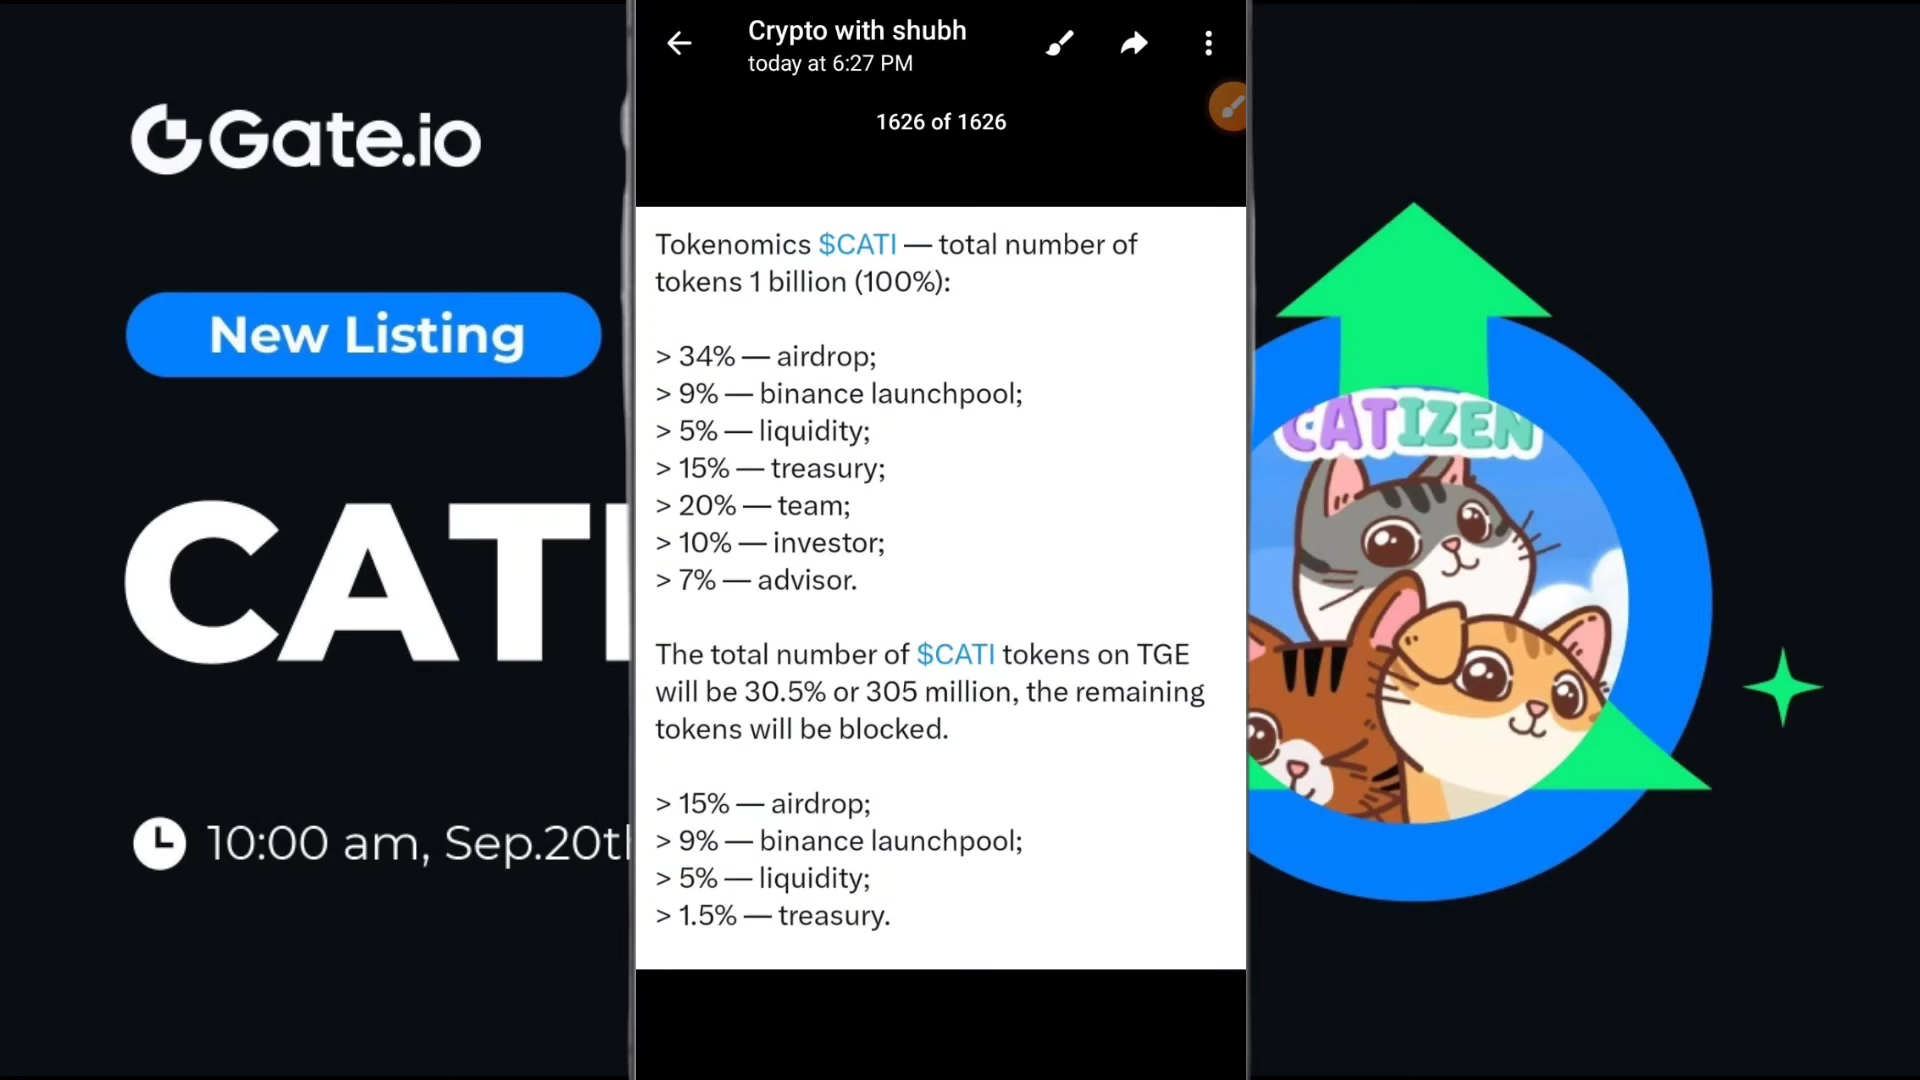 Gate.io
New Listing
CATI
10:00 am, Sep.20th
Crypto with shubh
today at 6:27 PM
1626 of 1626
Tokenomics $CATI — total number of
tokens 1 billion (100%):
> 34% — airdrop;
> 9% — binance launchpool;
> 5% — liquidity;
> 15% — treasury;
> 20% — team;
> 10% — investor;
> 7% — advisor.
The total number of $CATI tokens on TGE
will be 30.5% or 305 million, the remaining
tokens will be blocked.
> 15% — airdrop;
> 9% — binance launchpool;
> 5% — liquidity;
> 1.5% — treasury.
CATIZEN